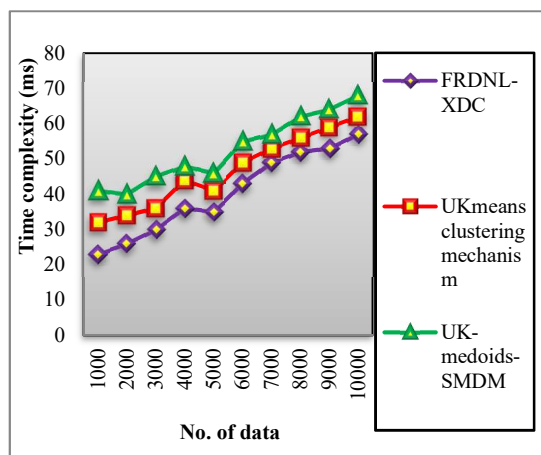 80
70
60
50
40
30
20
10
0
Time complexity (ms)
1000
2000
3000
4000
5000
6000
7000
8000
9000
10000
No. of data
FRDNL-
XDC
UKmeans
clustering
mechanis
m
UK-
medoids-
SMDM